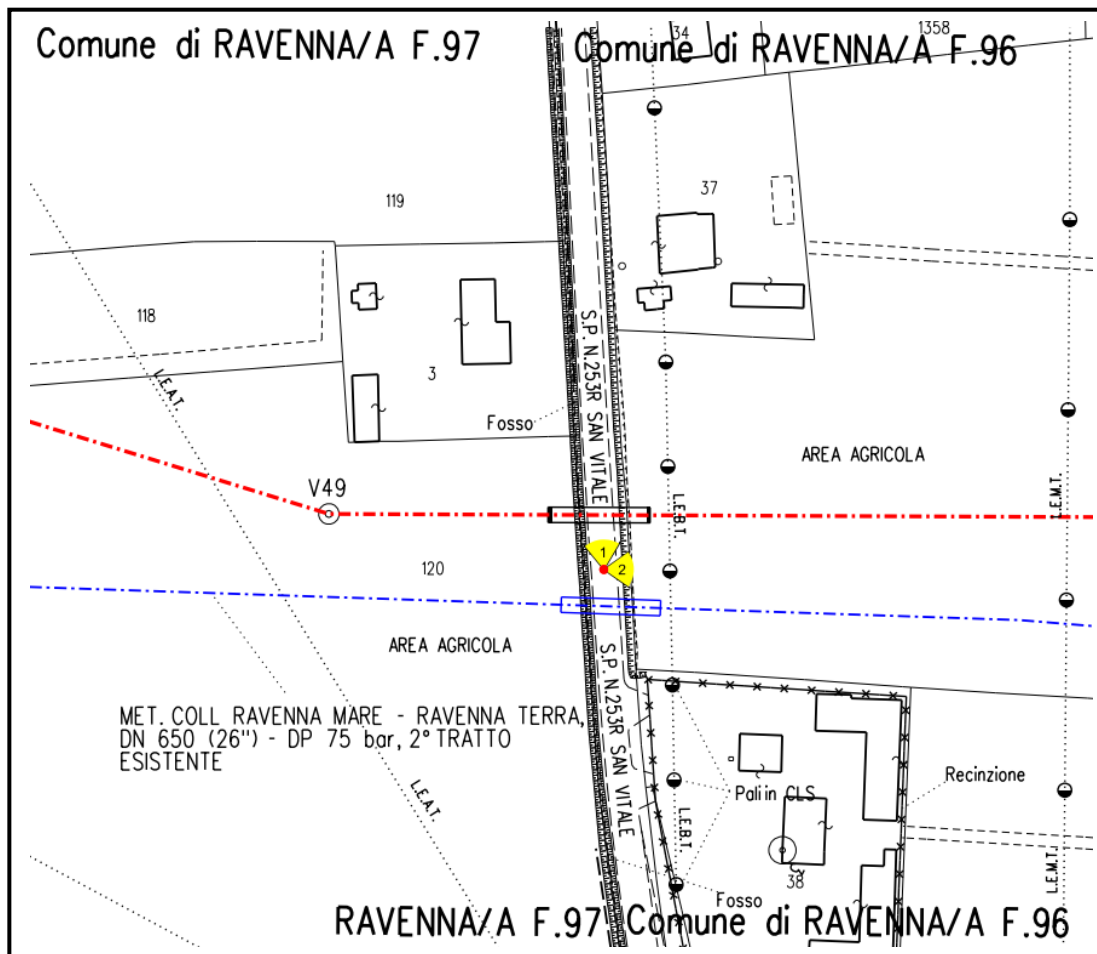 Comune di RAVENNA/A F.97
Comune di RAVENNA/A F.96
34
1358
37
119
118
3
L.E.A.T.
S.P. N.253R SAN VITALE
Fosso
AREA AGRICOLA
V49
L.E.B.T.
L.E.M.T.
1
2
120
AREA AGRICOLA
S.P. N.253R SAN VITALE
MET. COLL RAVENNA MARE - RAVENNA TERRA,
DN 650 (26") - DP 75 bar, 2° TRATTO
ESISTENTE
L.E.A.T.
Pali in CLS
Recinzione
L.E.B.T.
L.E.M.T.
38
Fosso
RAVENNA/A F.97
Comune di RAVENNA/A F.96